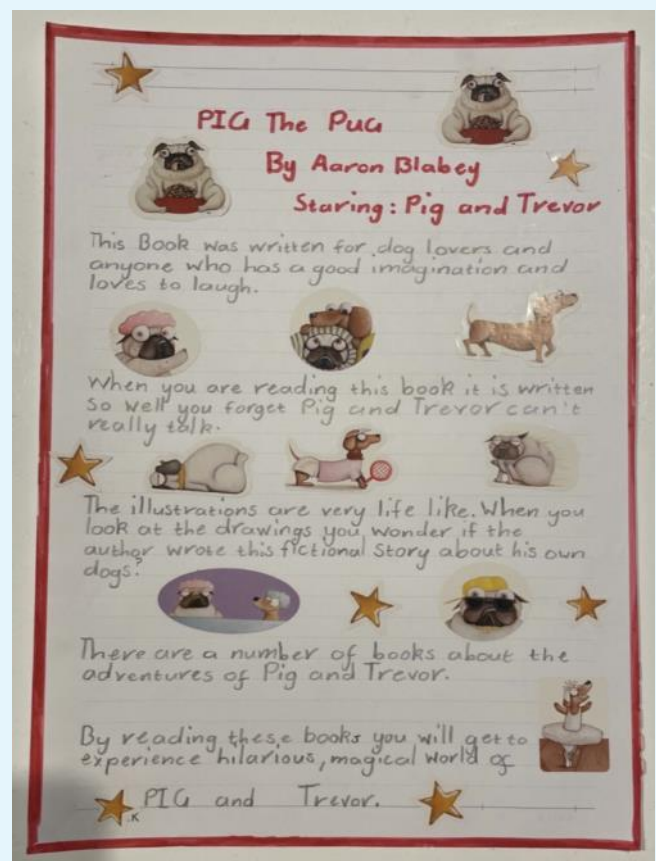 PIG The PUG
By Aaron Blabey
Staring: Pig and Trevor
This Book was written for dog lovers and
anyone who has a good imagination and
loves to laugh.
When you are reading this book it is written
so well you forget Pig and Trevor can't
really talk.
The illustrations are very life like. When you
look at the drawings you wonder if the
author wrote this fictional story about his own
dogs?
There are a number of books about the
adventures of Pig and Trevor.
By reading these books you will get to
experience hilarious, magical world of
PIG and Trevor.
.K